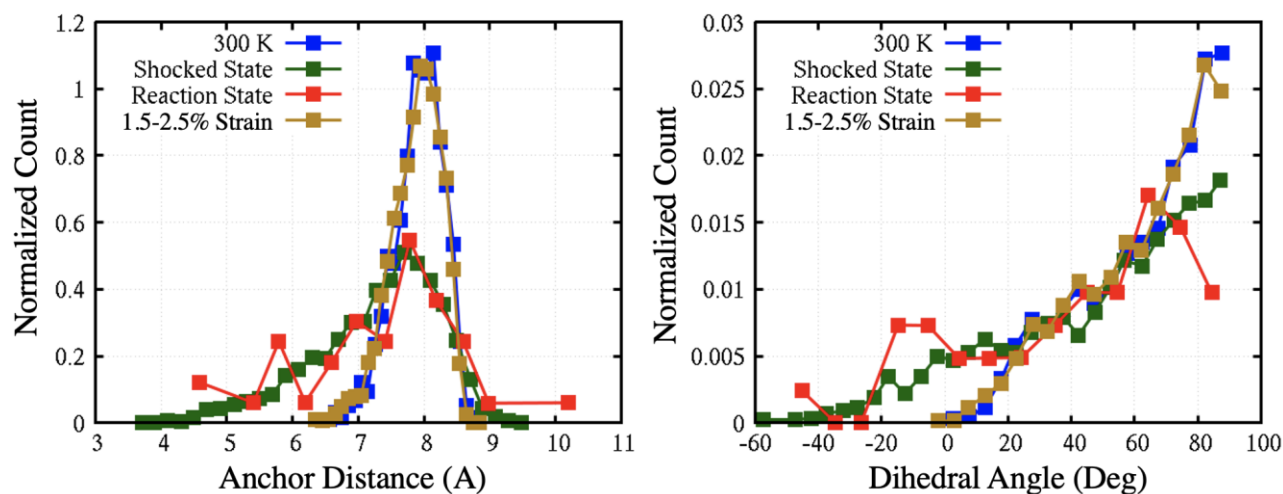 1.2
1
0.8
0.6
0.4
0.2
0
Normalized Count
300 K
Shocked State
Reaction State
1.5-2.5% Strain
3 4 5 6 7 8 9 10 11
Anchor Distance (A)
0.03
0.025
0.02
0.015
0.01
0.005
0
Normalized Count
300 K
Shocked State
Reaction State
1.5-2.5% Strain
-60 -40 -20 0 20 40 60 80 100
Dihedral Angle (Deg)